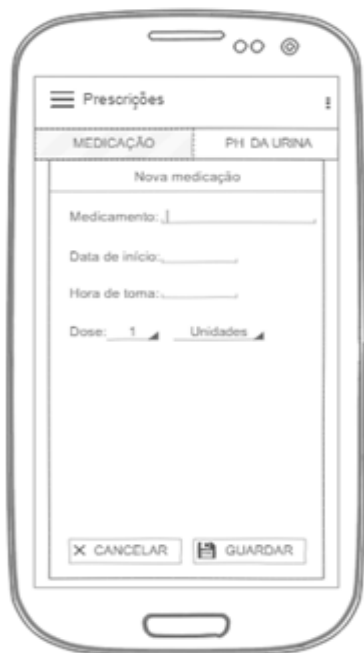 Prescrições
MEDICAÇÃO PH DA URINA
Nova medicação
Medicamento:
Data de início:
Hora de toma:
Dose: 1 Unidades
X CANCELAR GUARDAR